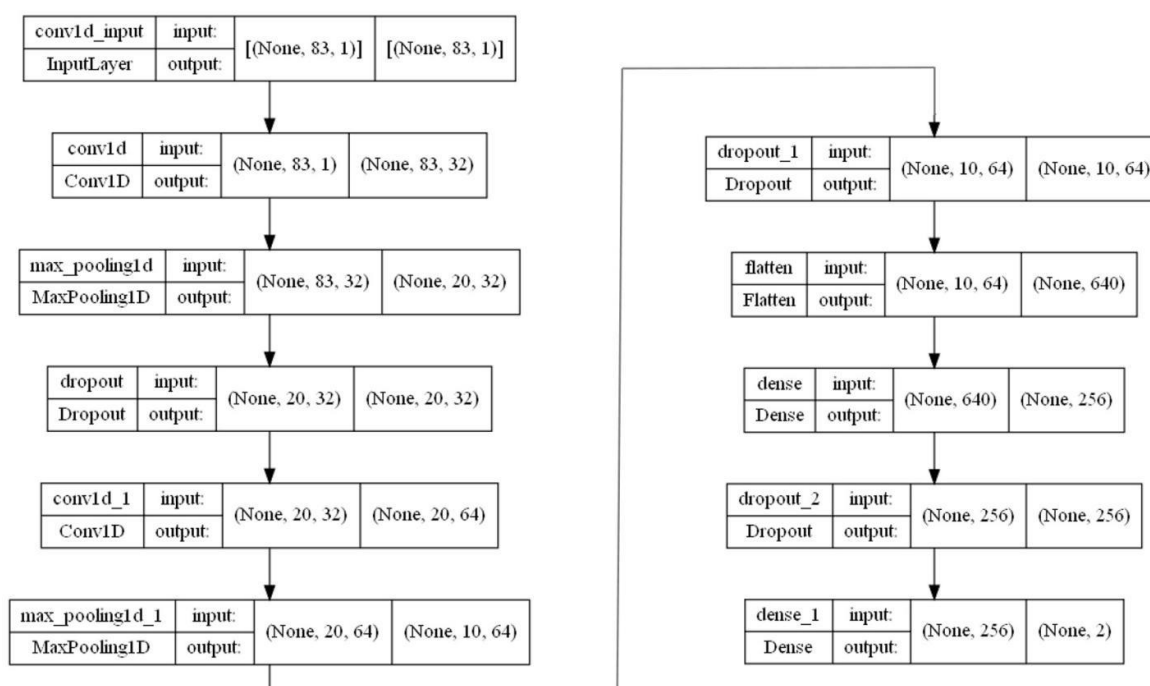 conv1d_input input: [(None, 83, 1)] [(None, 83, 1)]
InputLayer output:
conv1d input: (None, 83, 1) (None, 83, 32)
Conv1D output:
max_pooling1d input: (None, 83, 32) (None, 20, 32)
MaxPooling1D output:
dropout input: (None, 20, 32) (None, 20, 32)
Dropout output:
conv1d_1 input: (None, 20, 32) (None, 20, 64)
Conv1D output:
max_pooling1d_1 input: (None, 20, 64) (None, 10, 64)
MaxPooling1D output:
dropout_1 input: (None, 10, 64) (None, 10, 64)
Dropout output:
flatten input: (None, 10, 64) (None, 640)
Flatten output:
dense input: (None, 640) (None, 256)
Dense output:
dropout_2 input: (None, 256) (None, 256)
Dropout output:
dense_1 input: (None, 256) (None, 2)
Dense output: